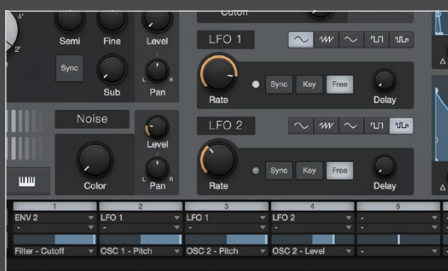 4'
2'
Semi Fine Level
Sync
Sub
L R
Pan
Noise
Level
Color
L R
Pan
Cutoff
LFO 1
Rate
Sync Key Free
Delay
LFO 2
Rate
Sync Key Free
Delay
1 2 3 4 5
ENV 2 LFO 1 LFO 1 LFO 2 -
- - - - -
Filter - Cutoff OSC 1 - Pitch OSC 2 - Pitch OSC 2 - Level -